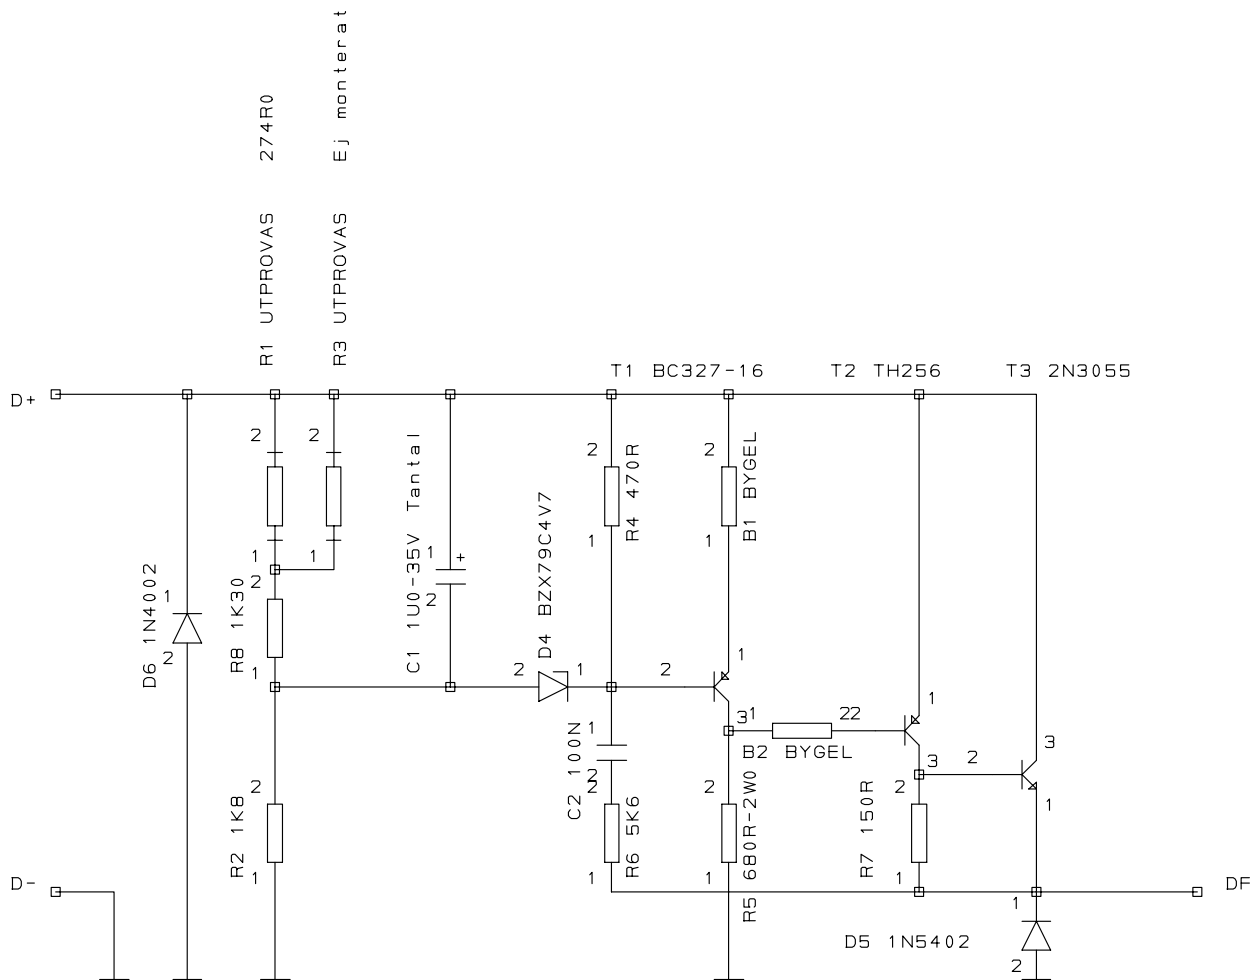 R1 UTPROVAS 274R0
R3 UTPROVAS Ej monterat
T1 BC327-16
T2 TH256
T3 2N3055
D+
2
2
2
2
R4 470R
B1 BYGEL
C1 1U0-35V Tantal
D4 BZX79C4V7
1
1
1
1
1
+
2
2
D6 1N4002
1
2
R8 1K30
1
2
1
2
1
1
31
22
3
2
3
B2 BYGEL
C2 100N
1
2
2
2
2
2
1
R2 1K8
R6 5K6
R5 680R-2W0
R7 150R
D-
1
1
1
1
1
DF
D5 1N5402
2